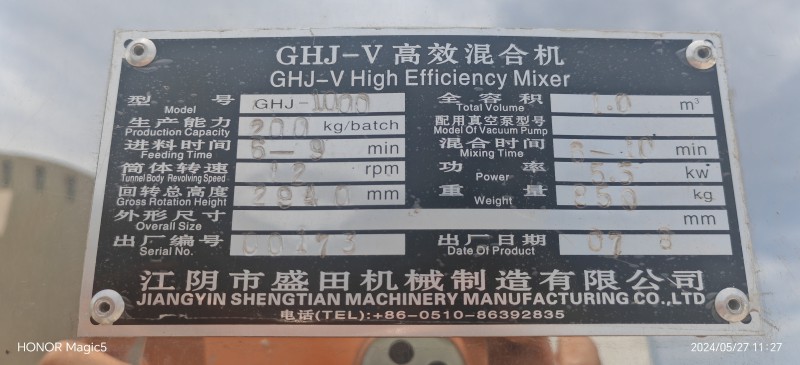 GHJ-V 高效混合机
GHJ-V High Efficiency Mixer
型 号 GHJ-1000 全 容 积 1.0 m³
Model Total Volume
生产能力 200 kg/batch 配用真空泵型号
Production Capacity Model Of Vacuum Pump
进料时间 min 混合时间 min
Feeding Time Mixing Time
筒体转速 12 rpm 功 率 5.5 kw
Tunnel Body Revolving Speed Power
回转总高度 2940 mm 重 量 kg
Gross Rotation Height Weight
外形尺寸 mm
Overall Size
出厂编号 出厂日期 07 8
Serial No. Date Of Product
江阴市盛田机械制造有限公司
JIANGYIN SHENGTIAN MACHINERY MANUFACTURING CO.,LTD
电话(TEL):+86-0510-86392835
HONOR Magic5 2024/05/27 11:27